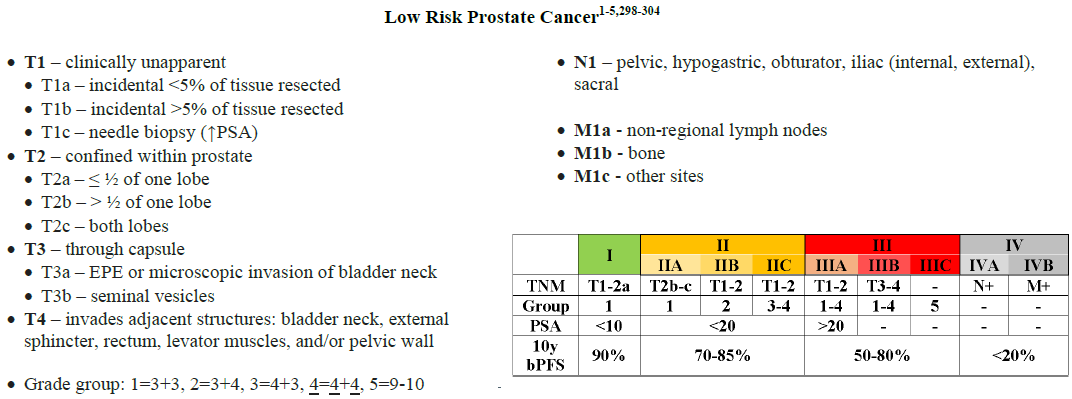 Low Risk Prostate Cancer1-5,298-304
• T1 – clinically unapparent
• T1a – incidental <5% of tissue resected
• T1b – incidental >5% of tissue resected
• T1c – needle biopsy (↑PSA)
• T2 – confined within prostate
• T2a – ≤ ½ of one lobe
• T2b – > ½ of one lobe
• T2c – both lobes
• T3 – through capsule
• T3a – EPE or microscopic invasion of bladder neck
• T3b – seminal vesicles
• T4 – invades adjacent structures: bladder neck, external
sphincter, rectum, levator muscles, and/or pelvic wall
• Grade group: 1=3+3, 2=3+4, 3=4+3, 4=4+4, 5=9-10
• N1 – pelvic, hypogastric, obturator, iliac (internal, external),
sacral
• M1a - non-regional lymph nodes
• M1b - bone
• M1c - other sites
I II III IV
IIA IIB IIC IIIA IIIB IIIC IVA IVB
TNM T1-2a T2b-c T1-2 T1-2 T1-2 T3-4 - N+ M+
Group 1 1 2 3-4 1-4 1-4 5 - -
PSA <10 <20 >20 - - - -
10y
bPFS 90% 70-85% 50-80% <20%